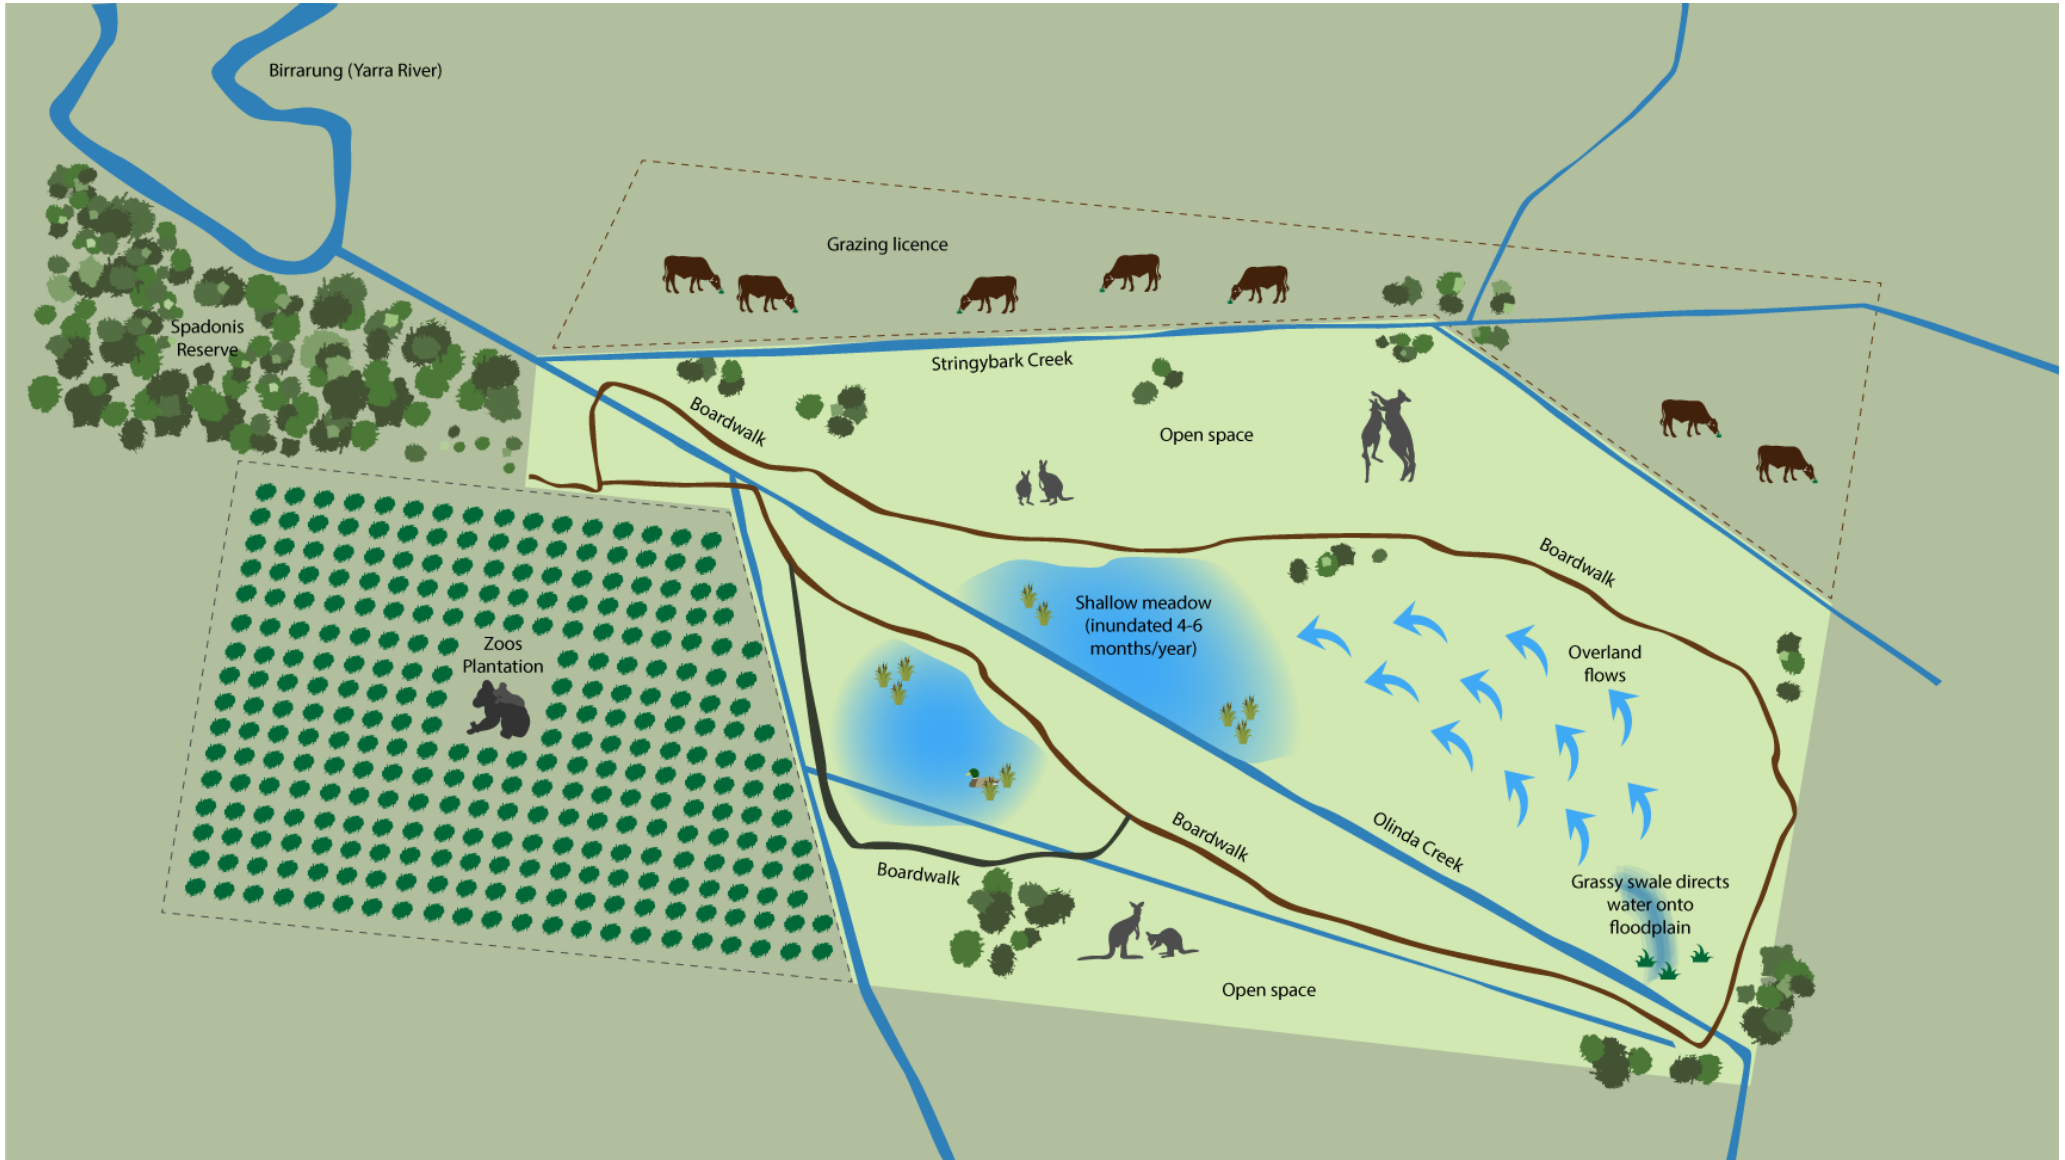 Birrarung (Yarra River)
Grazing licence
Spadonis
Reserve
Stringybark Creek
Boardwalk
Open space
Boardwalk
Shallow meadow
(inundated 4-6
months/year)
Zoos
Plantation
Overland
flows
Boardwalk
Olinda Creek
Boardwalk
Grassy swale directs
water onto
floodplain
Open space